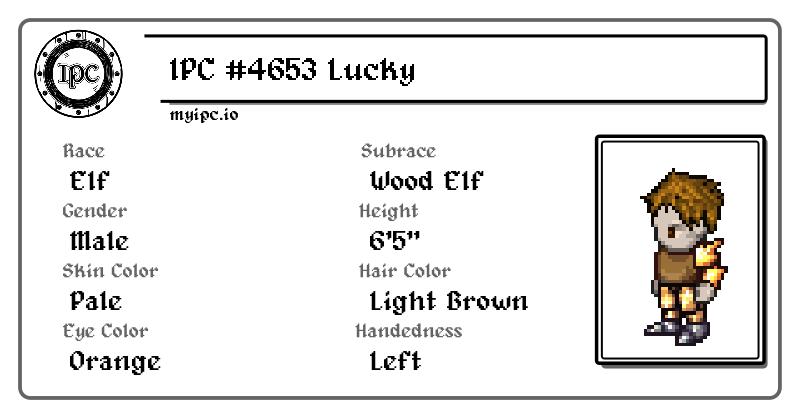 IPC
IPC #4653 Lucky
myipc.io
Race
Subrace
Elf
Wood Elf
Gender
Height
Male
6'5"
Skin Color
Hair Color
Pale
Light Brown
Eye Color
Handedness
Orange
Left